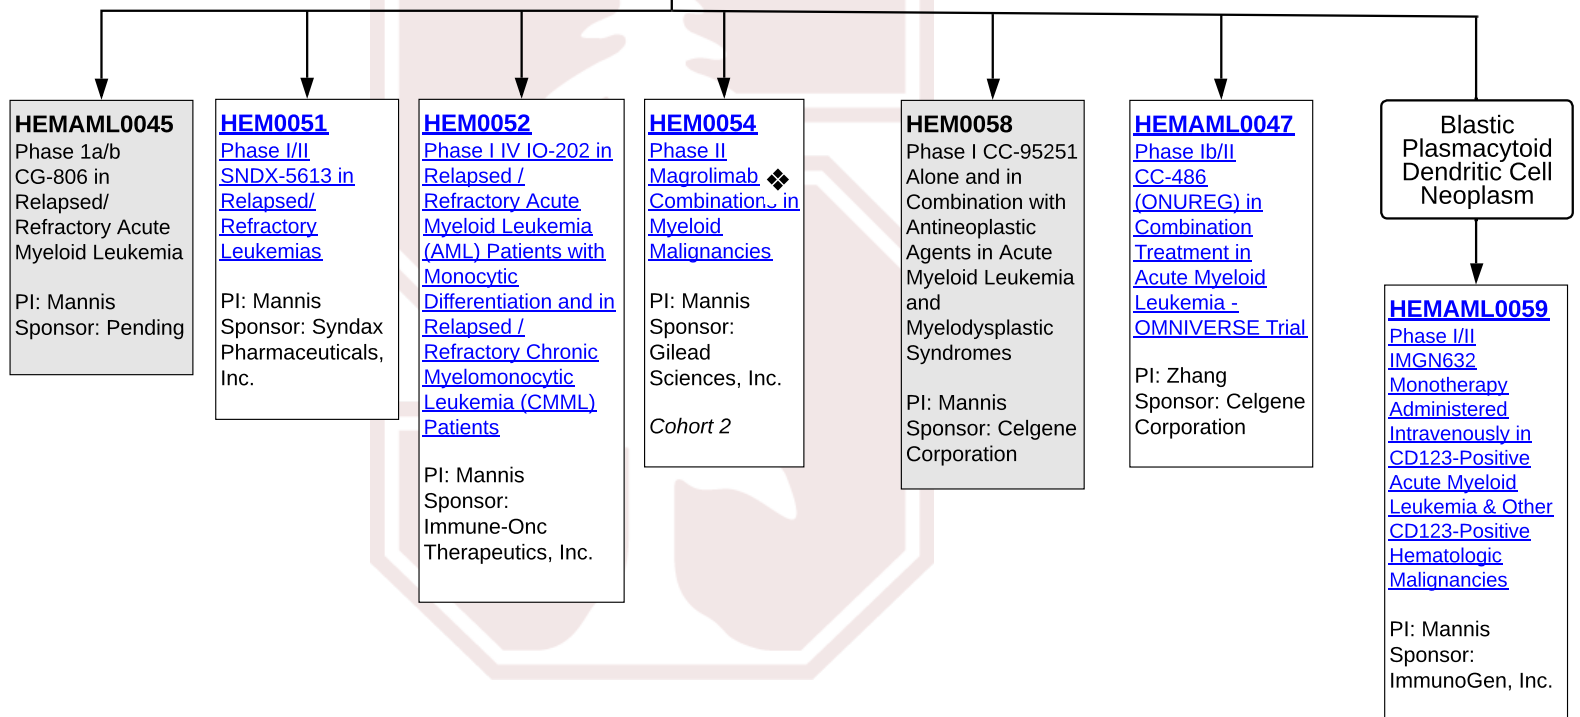 HEMAML0045
Phase 1a/b
CG-806 in
Relapsed/
Refractory Acute
Myeloid Leukemia
PI: Mannis
Sponsor: Pending
HEM0051
Phase I/II
SNDX-5613 in
Relapsed/
Refractory
Leukemias
PI: Mannis
Sponsor: Syndax
Pharmaceuticals,
Inc.
HEM0052
Phase I IV IO-202 in
Relapsed /
Refractory Acute
Myeloid Leukemia
(AML) Patients with
Monocytic
Differentiation and in
Relapsed /
Refractory Chronic
Myelomonocytic
Leukemia (CMML)
Patients
PI: Mannis
Sponsor:
Immune-Onc
Therapeutics, Inc.
HEM0054
Phase II
Magrolimab ❖
Combinations in
Myeloid
Malignancies
PI: Mannis
Sponsor:
Gilead
Sciences, Inc.
Cohort 2
HEM0058
Phase I CC-95251
Alone and in
Combination with
Antineoplastic
Agents in Acute
Myeloid Leukemia
and
Myelodysplastic
Syndromes
PI: Mannis
Sponsor: Celgene
Corporation
HEMAML0047
Phase Ib/II
CC-486
(ONUREG) in
Combination
Treatment in
Acute Myeloid
Leukemia -
OMNIVERSE Trial
PI: Zhang
Sponsor: Celgene
Corporation
Blastic
Plasmacytoid
Dendritic Cell
Neoplasm
HEMAML0059
Phase I/II
IMGN632
Monotherapy
Administered
Intravenously in
CD123-Positive
Acute Myeloid
Leukemia & Other
CD123-Positive
Hematologic
Malignancies
PI: Mannis
Sponsor:
ImmunoGen, Inc.